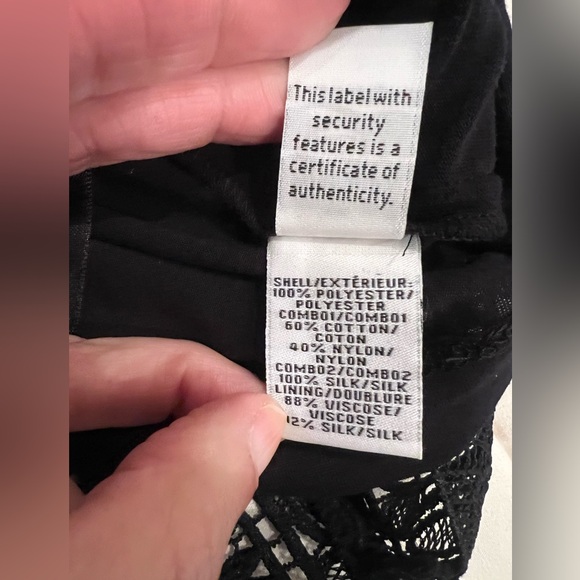 This label with
security
features is a
certificate of
authenticity.
SHELL/EXTÉRIEUR:
100% POLYESTER/
POLYESTER
COMBO1/COMBO1
60% COTTON/
COTON
40% NYLON/
NYLON
COMBO2/COMBO2
100% SILK/SILK
LINING/DOUBLURE
88% VISCOSE/
VISCOSE
12% SILK/SILK